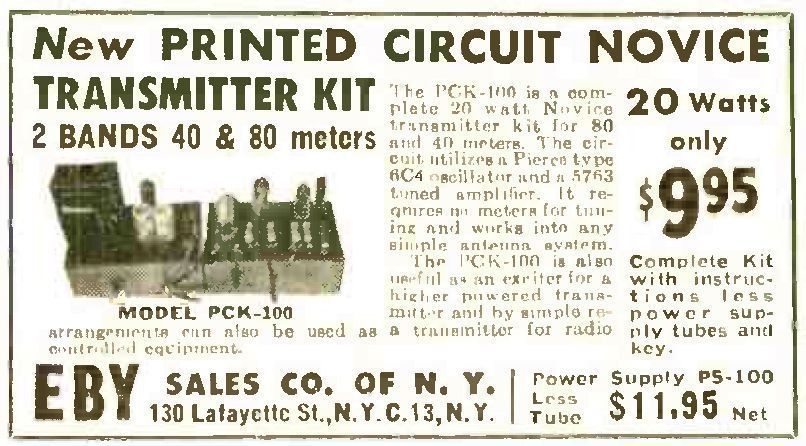 New PRINTED CIRCUIT NOVICE
TRANSMITTER KIT
2 BANDS 40 & 80 meters
MODEL PCK-100
The PCK-100 is a com-
plete 20 watt Novice
transmitter kit for 80
and 40 meters. The cir-
cuit utilizes a Pierce type
6C4 oscillator and a 5763
tuned amplifier. It re-
quires no meters for tun-
ing and works into any
simple antenna system.
The PCK-100 is also
useful as an exciter for a
higher powered trans-
mitter and by simple re-
arrangements can also be used as a transmitter for radio
controlled equipment.
20 Watts
only
$9.95
Complete Kit
with instruc-
tions less
power sup-
ply tubes and
key.
EBY SALES CO. OF N. Y.
130 Lafayette St., N.Y.C. 13, N.Y.
Power Supply PS-100
Less
Tube
$11.95 Net